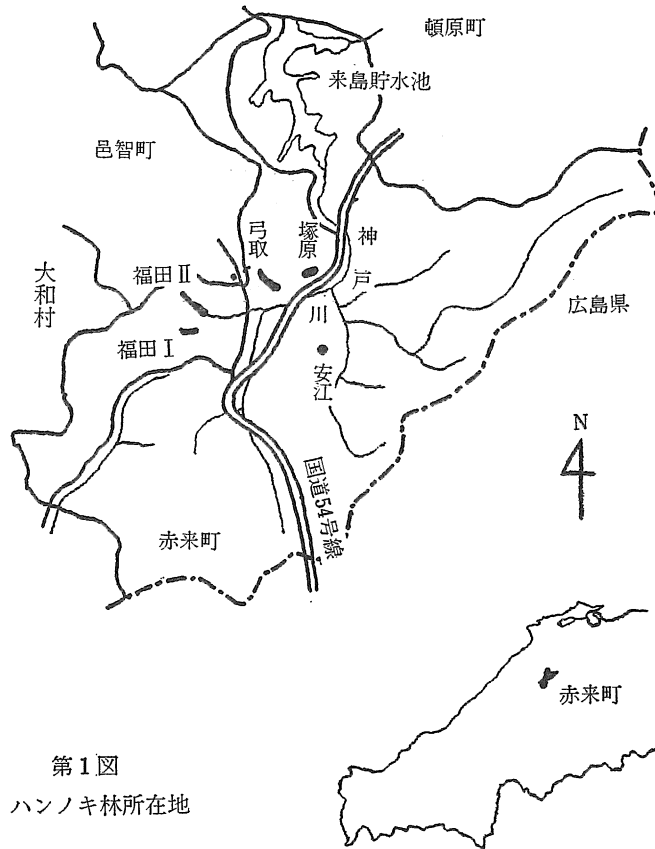 頓原町
来島貯水池
邑智町
弓取
塚原
神戸川
大和村
福田Ⅱ
広島県
福田Ⅰ
安江
N
国道54号線
赤来町
赤来町
第1図
ハンノキ林所在地